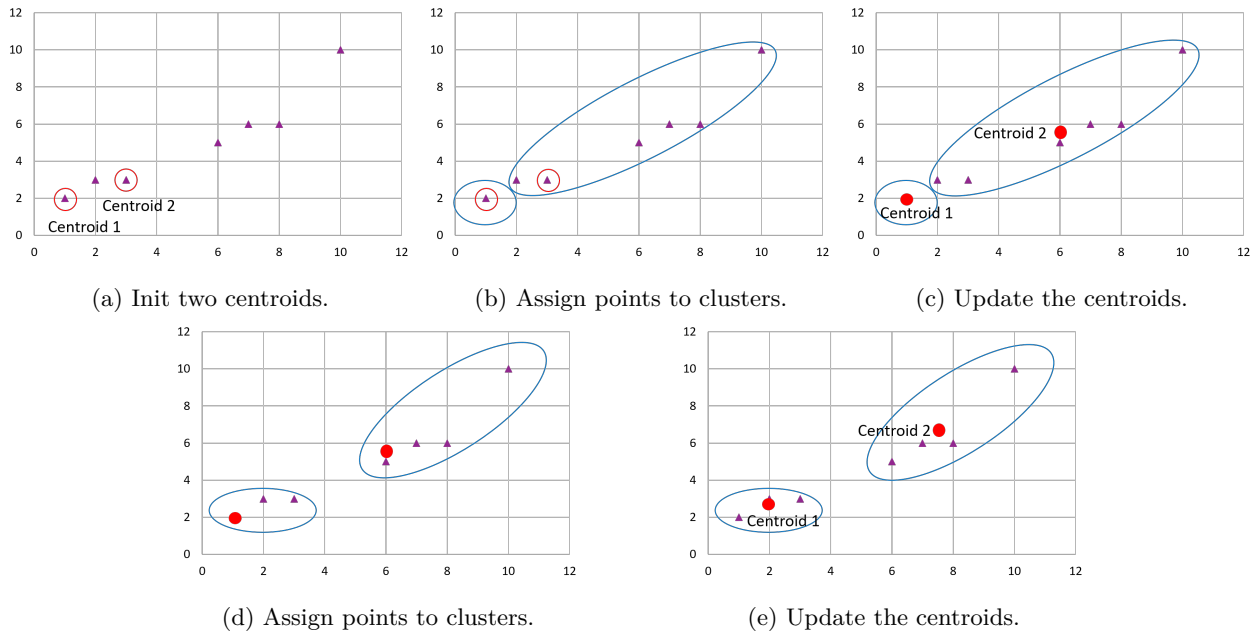 12
10
8
6
4
2
0
Centroid 2
Centroid 1
0 2 4 6 8 10 12
(a) Init two centroids.
12
10
8
6
4
2
0
0 2 4 6 8 10 12
(b) Assign points to clusters.
12
10
8
6
4
2
0
Centroid 2
Centroid 1
0 2 4 6 8 10 12
(c) Update the centroids.
12
10
8
6
4
2
0
0 2 4 6 8 10 12
(d) Assign points to clusters.
12
10
8
6
4
2
0
Centroid 2
Centroid 1
0 2 4 6 8 10 12
(e) Update the centroids.